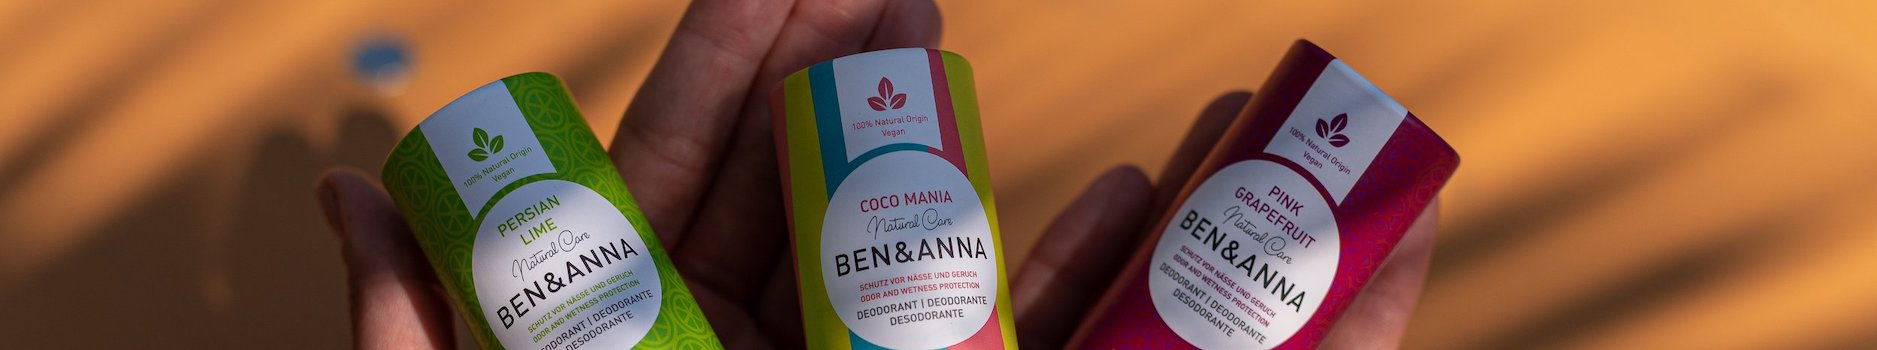 100% Natural Origin
Vegan
PERSIAN
LIME
Natural Care
BEN&ANNA
SCHUTZ VOR NÄSSE UND GERUCH
ODOR AND WETNESS PROTECTION
DEODORANT | DEODORANTE
DESODORANTE
100% Natural Origin
Vegan
COCO MANIA
Natural Care
BEN&ANNA
SCHUTZ VOR NÄSSE UND GERUCH
ODOR AND WETNESS PROTECTION
DEODORANT | DEODORANTE
DESODORANTE
100% Natural Origin
Vegan
PINK
GRAPEFRUIT
Natural Care
BEN&ANNA
SCHUTZ VOR NÄSSE UND GERUCH
ODOR AND WETNESS PROTECTION
DEODORANT | DEODORANTE
DESODORANTE